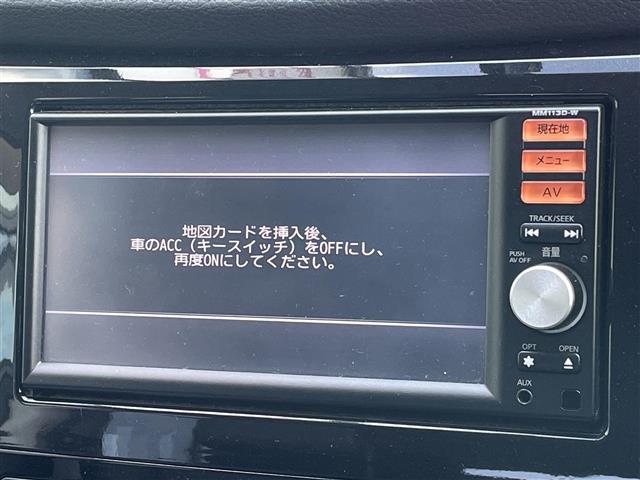 MM113D-W
現在地
メニュー
AV
TRACK/SEEK
地図カードを挿入後、
車のACC（キースイッチ）をOFFにし、
再度ONにしてください。
PUSH
AV OFF
音量
OPT
OPEN
AUX